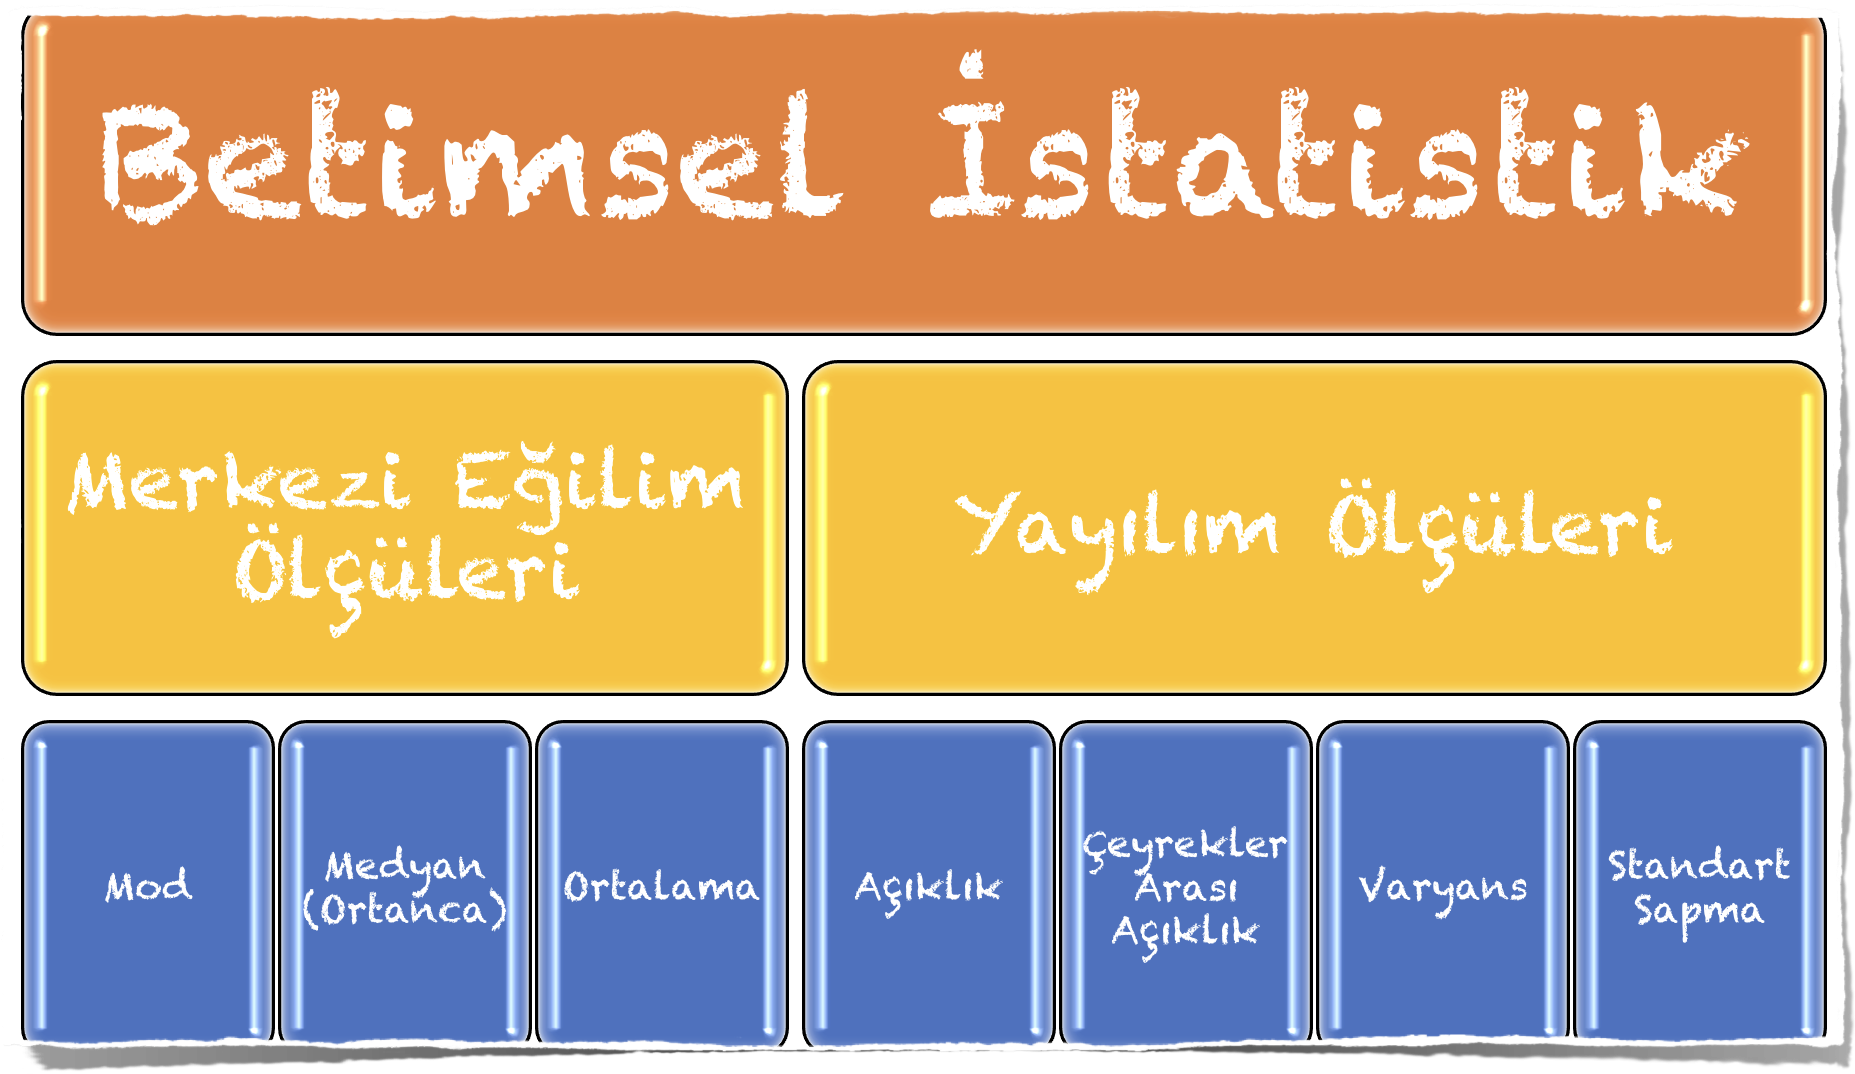 Betimsel İstatistik
Merkezi Eğilim
Ölçüleri
Yayılım Ölçüleri
Mod
Medyan
(Ortanca)
Ortalama
Açıklık
Çeyrekler
Arası
Açıklık
Varyans
Standart
Sapma